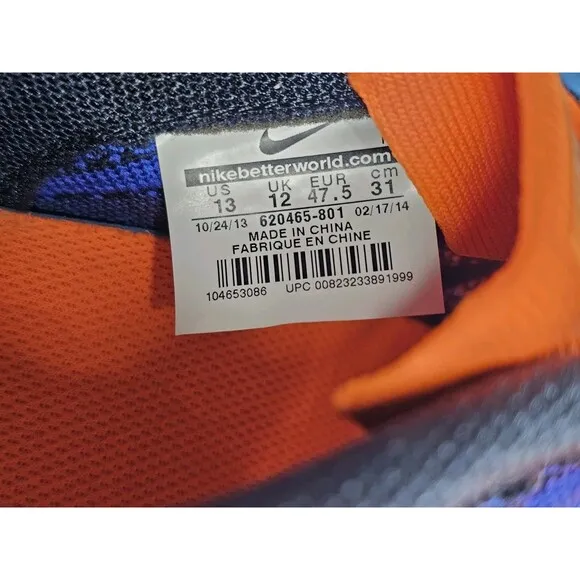 nikebetterworld.com
US UK EUR cm
13 12 47.5 31
10/24/13 620465-801 02/17/14
MADE IN CHINA
FABRIQUE EN CHINE
104653086 UPC 00823233891999